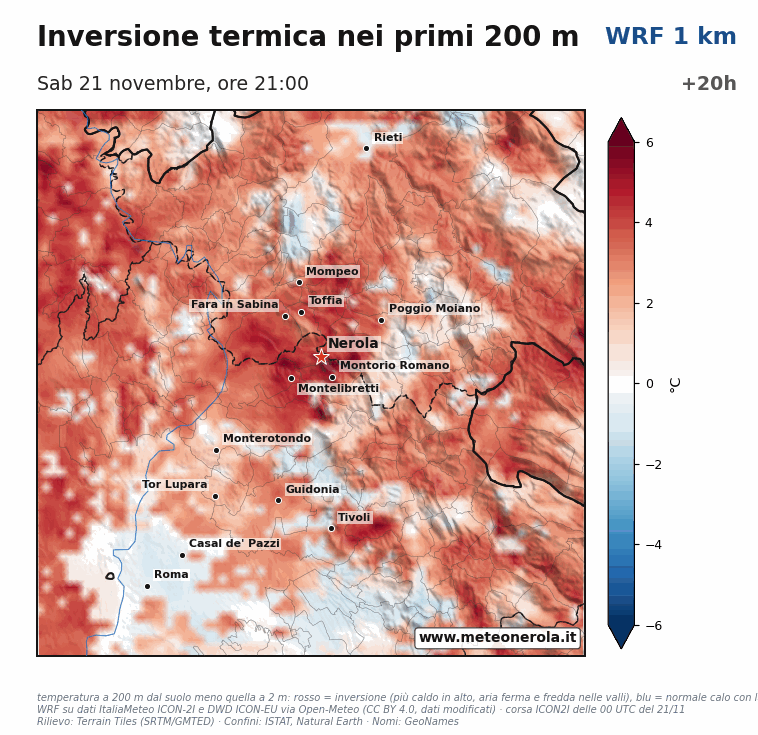 Inversione termica nei primi 200 m WRF 1 km
Sab 21 novembre, ore 21:00 +20h
Rieti
Mompeo
Fara in Sabina
Toffia
Poggio Moiano
Nerola
Montorio Romano
Montelibretti
Monterotondo
Tor Lupara
Guidonia
Tivoli
Casal de' Pazzi
Roma
www.meteonerola.it
6
4
2
0
−2
−4
−6
°C
temperatura a 200 m dal suolo meno quella a 2 m: rosso = inversione (più caldo in alto, aria ferma e fredda nelle valli), blu = normale calo con l
WRF su dati ItaliaMeteo ICON-2I e DWD ICON-EU via Open-Meteo (CC BY 4.0, dati modificati) · corsa ICON2I delle 00 UTC del 21/11
Rilievo: Terrain Tiles (SRTM/GMTED) · Confini: ISTAT, Natural Earth · Nomi: GeoNames